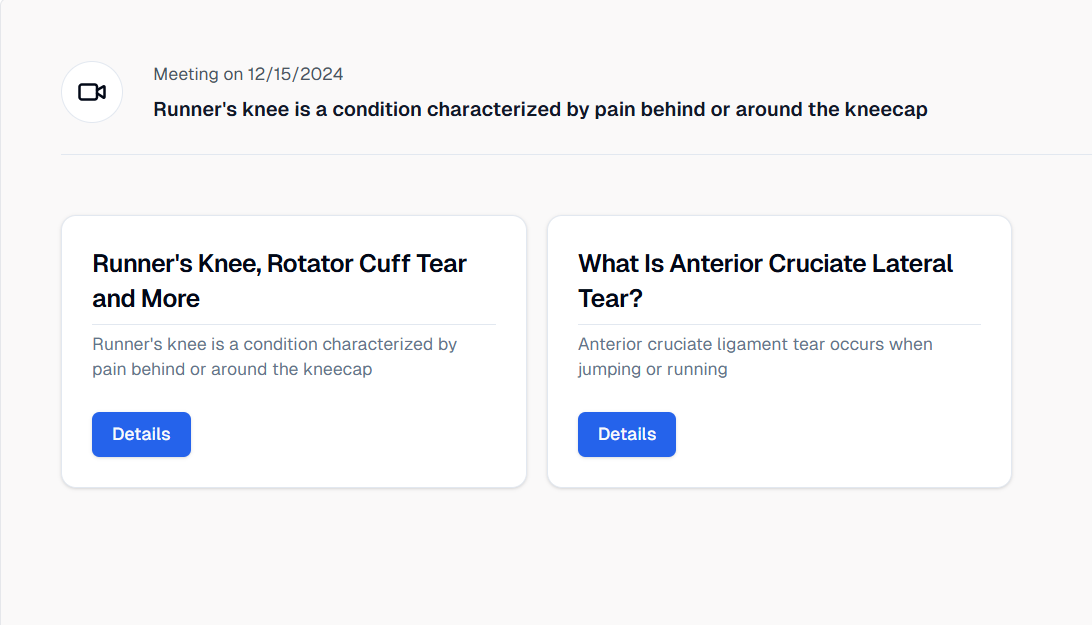 Meeting on 12/15/2024
Runner's knee is a condition characterized by pain behind or around the kneecap
Runner's Knee, Rotator Cuff Tear
and More
Runner's knee is a condition characterized by
pain behind or around the kneecap
Details
What Is Anterior Cruciate Lateral
Tear?
Anterior cruciate ligament tear occurs when
jumping or running
Details